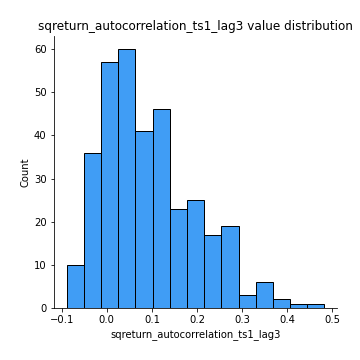 sqreturn_autocorrelation_ts1_lag3 value distribution
60
50
40
30
20
10
0
Count
−0.1 0.0 0.1 0.2 0.3 0.4 0.5
sqreturn_autocorrelation_ts1_lag3